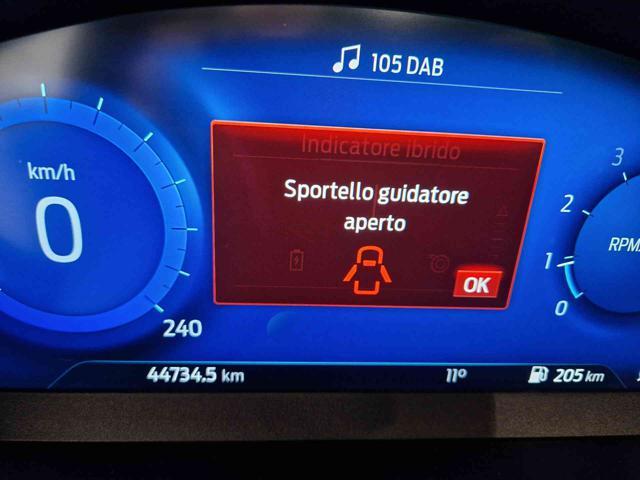 105 DAB
Indicatore ibrido
km/h
Sportello guidatore
aperto
0
3
2
1
0
RPM
OK
240
44734.5 km
11°
205 km